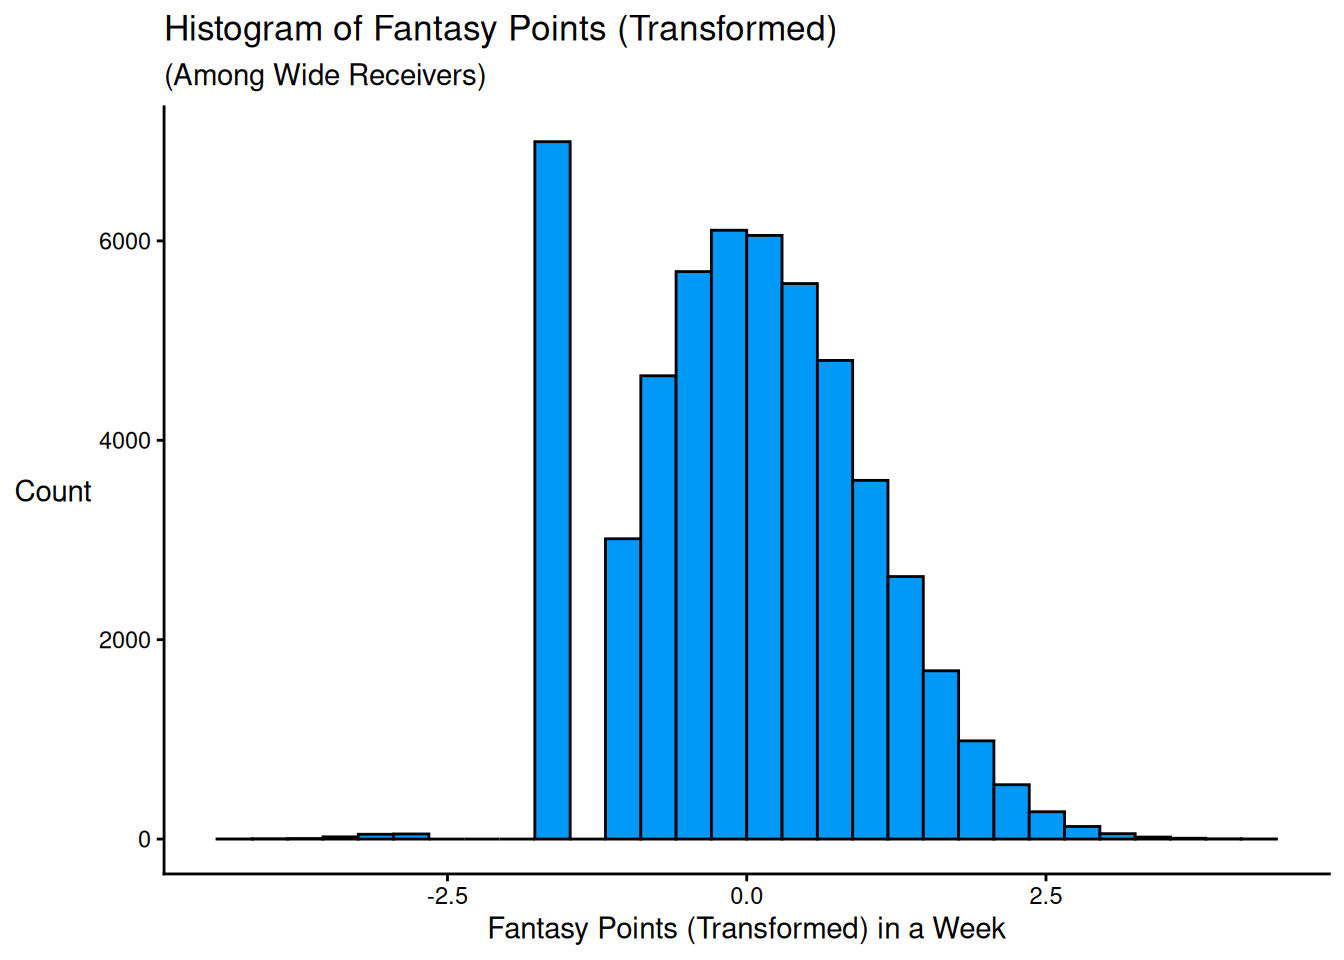 Histogram of Fantasy Points (Transformed)
(Among Wide Receivers)
6000
4000
Count
2000
0
-2.5
0.0
2.5
Fantasy Points (Transformed) in a Week